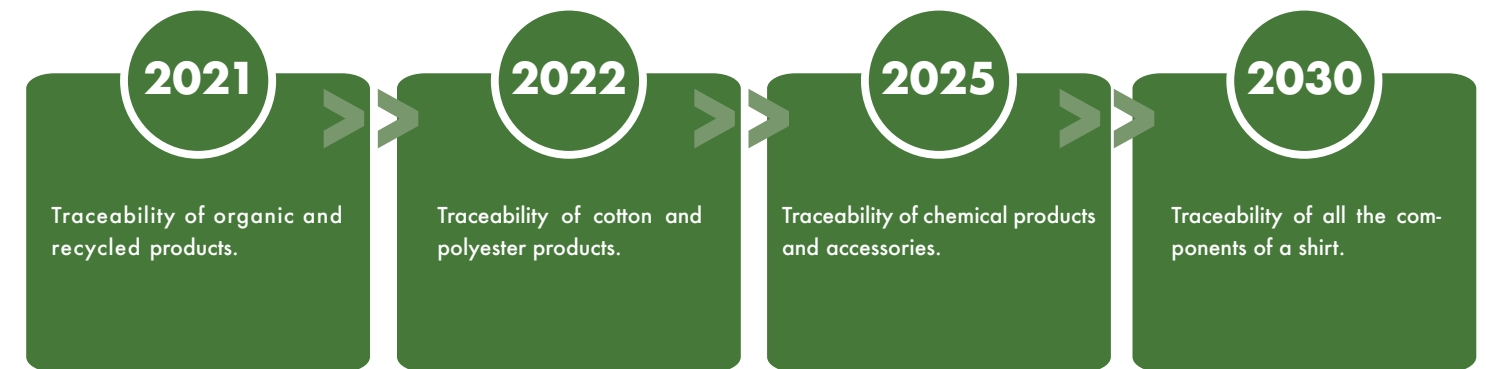 2021
Traceability of organic and
recycled products.
2022
Traceability of cotton and
polyester products.
2025
Traceability of chemical products
and accessories.
2030
Traceability of all the com-
ponents of a shirt.